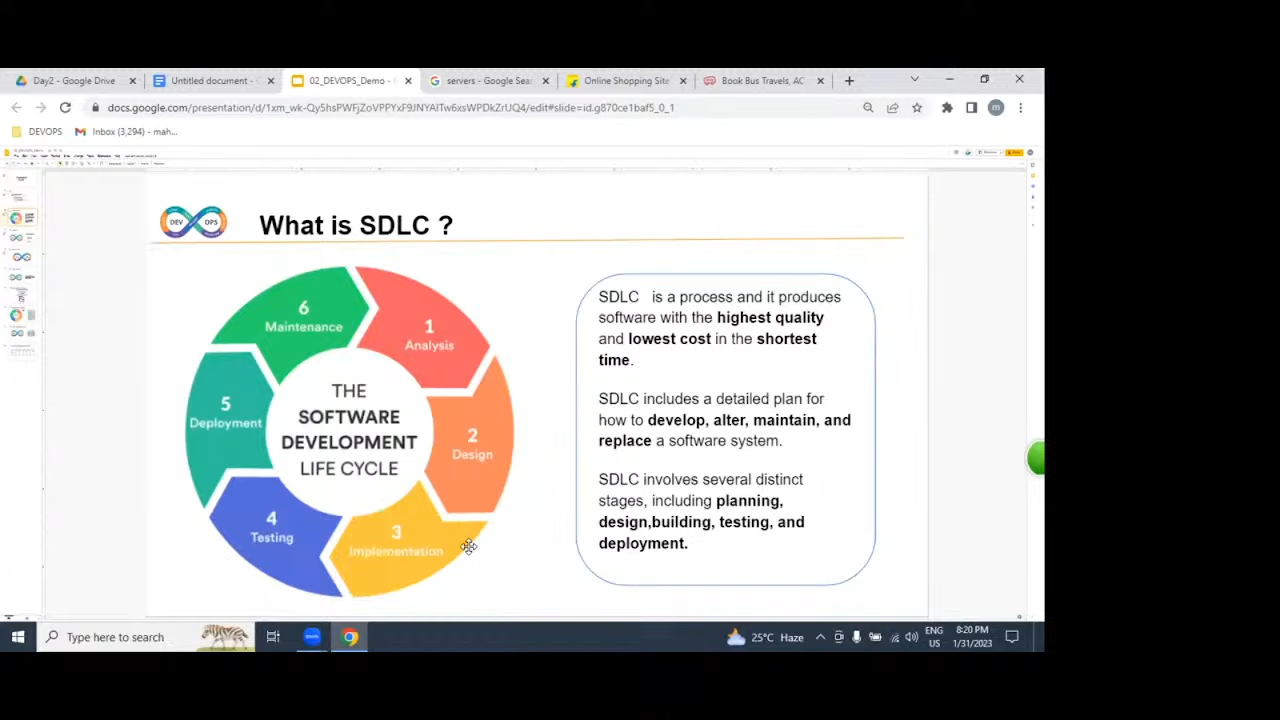 Day2 - Google Drive
Untitled document -
02_DEVOPS_Demo -
servers - Google Sea
Online Shopping Site
Book Bus Travels, AC
docs.google.com/presentation/d/1xm_wk-Qy5hsPWFjZoVPPYxF9JNYAITw6xsWPDkZrUQ4/edit#slide=id.g870ce1baf5_0_1
m
DEVOPS
Inbox (3,294) - mah...
DEV OPS
What is SDLC ?
6
Maintenance
1
Analysis
5
Deployment
2
Design
4
Testing
3
Implementation
THE
SOFTWARE
DEVELOPMENT
LIFE CYCLE
SDLC is a process and it produces
software with the highest quality
and lowest cost in the shortest
time.
SDLC includes a detailed plan for
how to develop, alter, maintain, and
replace a software system.
SDLC involves several distinct
stages, including planning,
design,building, testing, and
deployment.
Type here to search
zoom
25°C Haze
ENG
US
8:20 PM
1/31/2023